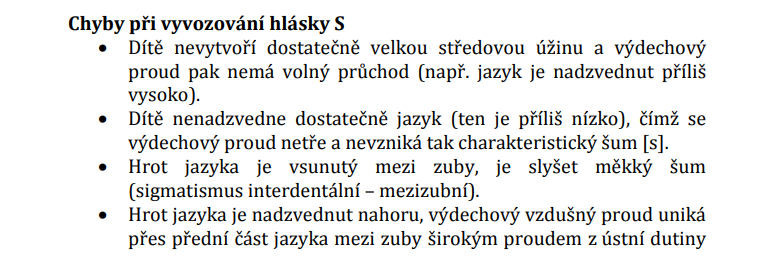 Chyby při vyvozování hlásky S
• Dítě nevytvoří dostatečně velkou středovou úžinu a výdechový
proud pak nemá volný průchod (např. jazyk je nadzvednut příliš
vysoko).
• Dítě nenadzvedne dostatečně jazyk (ten je příliš nízko), čímž se
výdechový proud netře a nevzniká tak charakteristický šum [s].
• Hrot jazyka je vsunutý mezi zuby, je slyšet měkký šum
(sigmatismus interdentální – mezizubní).
• Hrot jazyka je nadzvednut nahoru, výdechový vzdušný proud uniká
přes přední část jazyka mezi zuby širokým proudem z ústní dutiny